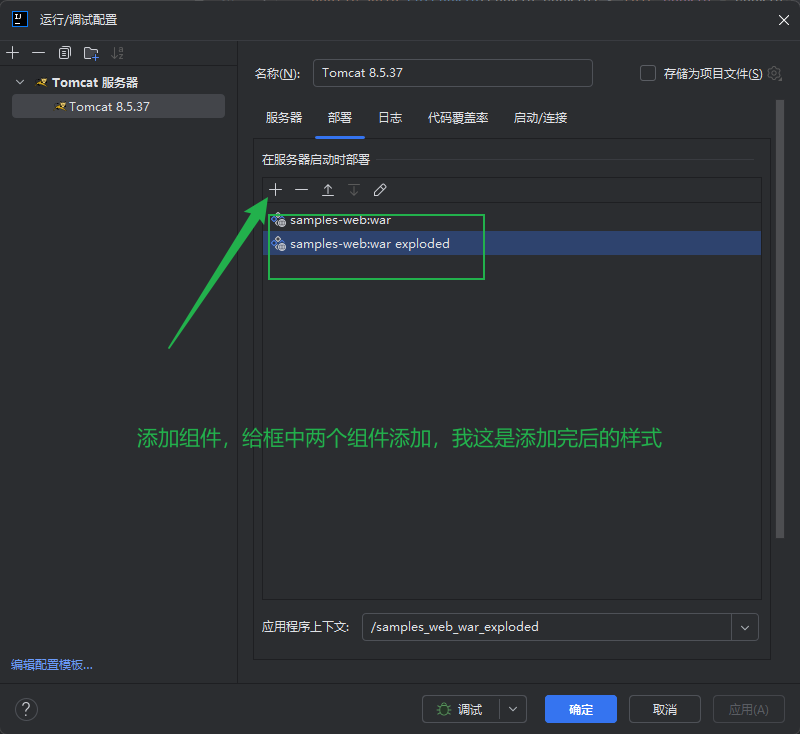 运行/调试配置
Tomcat 服务器
Tomcat 8.5.37
名称(N):
Tomcat 8.5.37
存储为项目文件(S)
服务器 部署 日志 代码覆盖率 启动/连接
在服务器启动时部署
samples-web:war
samples-web:war exploded
添加组件，给框中两个组件添加，我这是添加完后的样式
应用程序上下文:
/samples_web_war_exploded
编辑配置模板...
?
调试
确定
取消
应用(A)